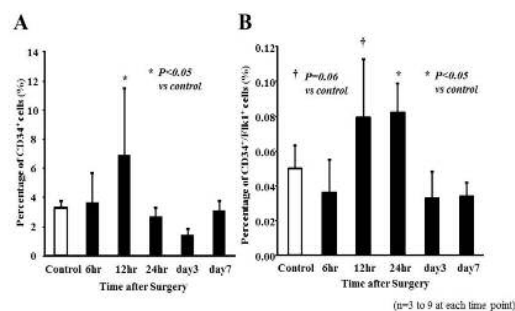 A
Percentage of CD34⁺ cells (%)
14
12
10
8
6
4
2
0
*
* P<0.05
vs control
Control 6hr 12hr 24hr day3 day7
Time after Surgery
B
Percentage of CD34⁺/Flk1⁺ cells (%)
0.12
0.10
0.08
0.06
0.04
0.02
0.00
† P=0.06
vs control
†
*
* P<0.05
vs control
Control 6hr 12hr 24hr day3 day7
Time after Surgery
(n=3 to 9 at each time point)